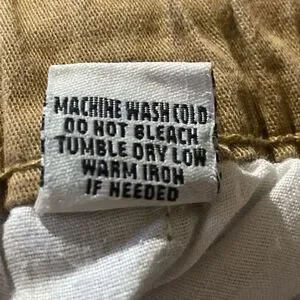 MACHINE WASH COLD
DO NOT BLEACH
TUMBLE DRY LOW
WARM IRON
IF NEEDED